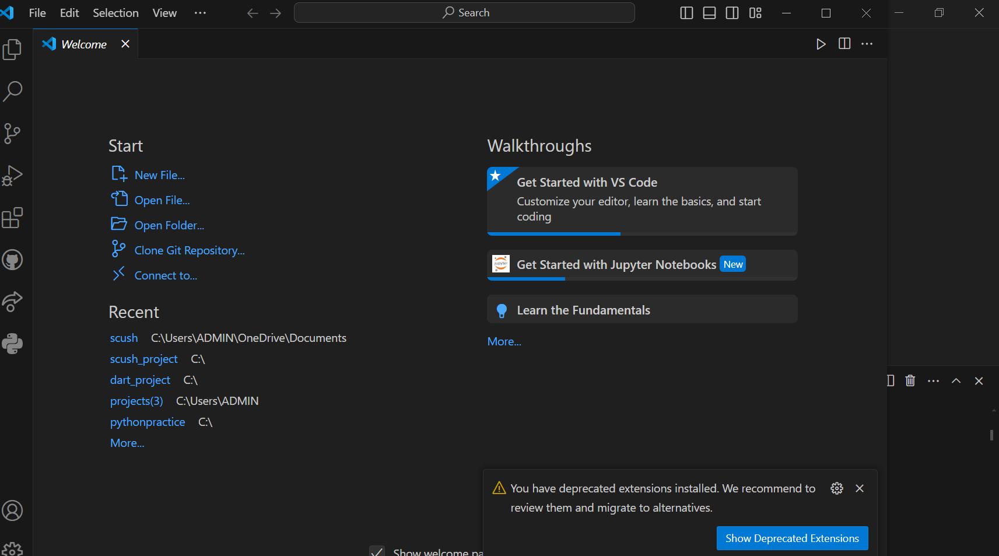 File Edit Selection View ··· Search
Welcome
Start
New File...
Open File...
Open Folder...
Clone Git Repository...
Connect to...
Recent
scush C:\Users\ADMIN\OneDrive\Documents
scush_project C:\
dart_project C:\
projects(3) C:\Users\ADMIN
pythonpractice C:\
More...
Walkthroughs
Get Started with VS Code
Customize your editor, learn the basics, and start
coding
jupyter
Get Started with Jupyter Notebooks New
Learn the Fundamentals
More...
You have deprecated extensions installed. We recommend to
review them and migrate to alternatives.
Show Deprecated Extensions
Show welcome pa